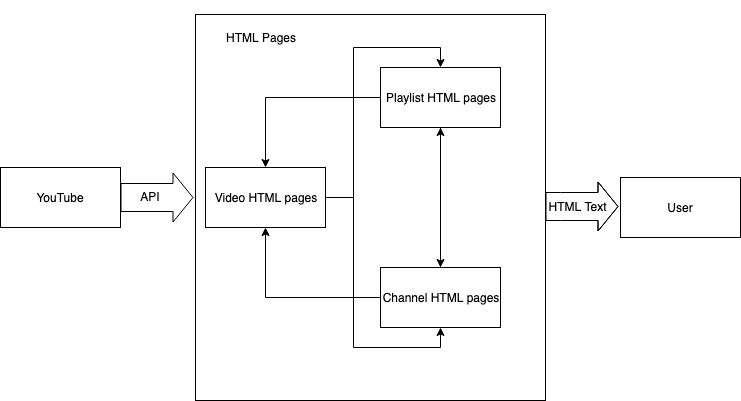 HTML Pages
Playlist HTML pages
YouTube
API
Video HTML pages
HTML Text
User
Channel HTML pages